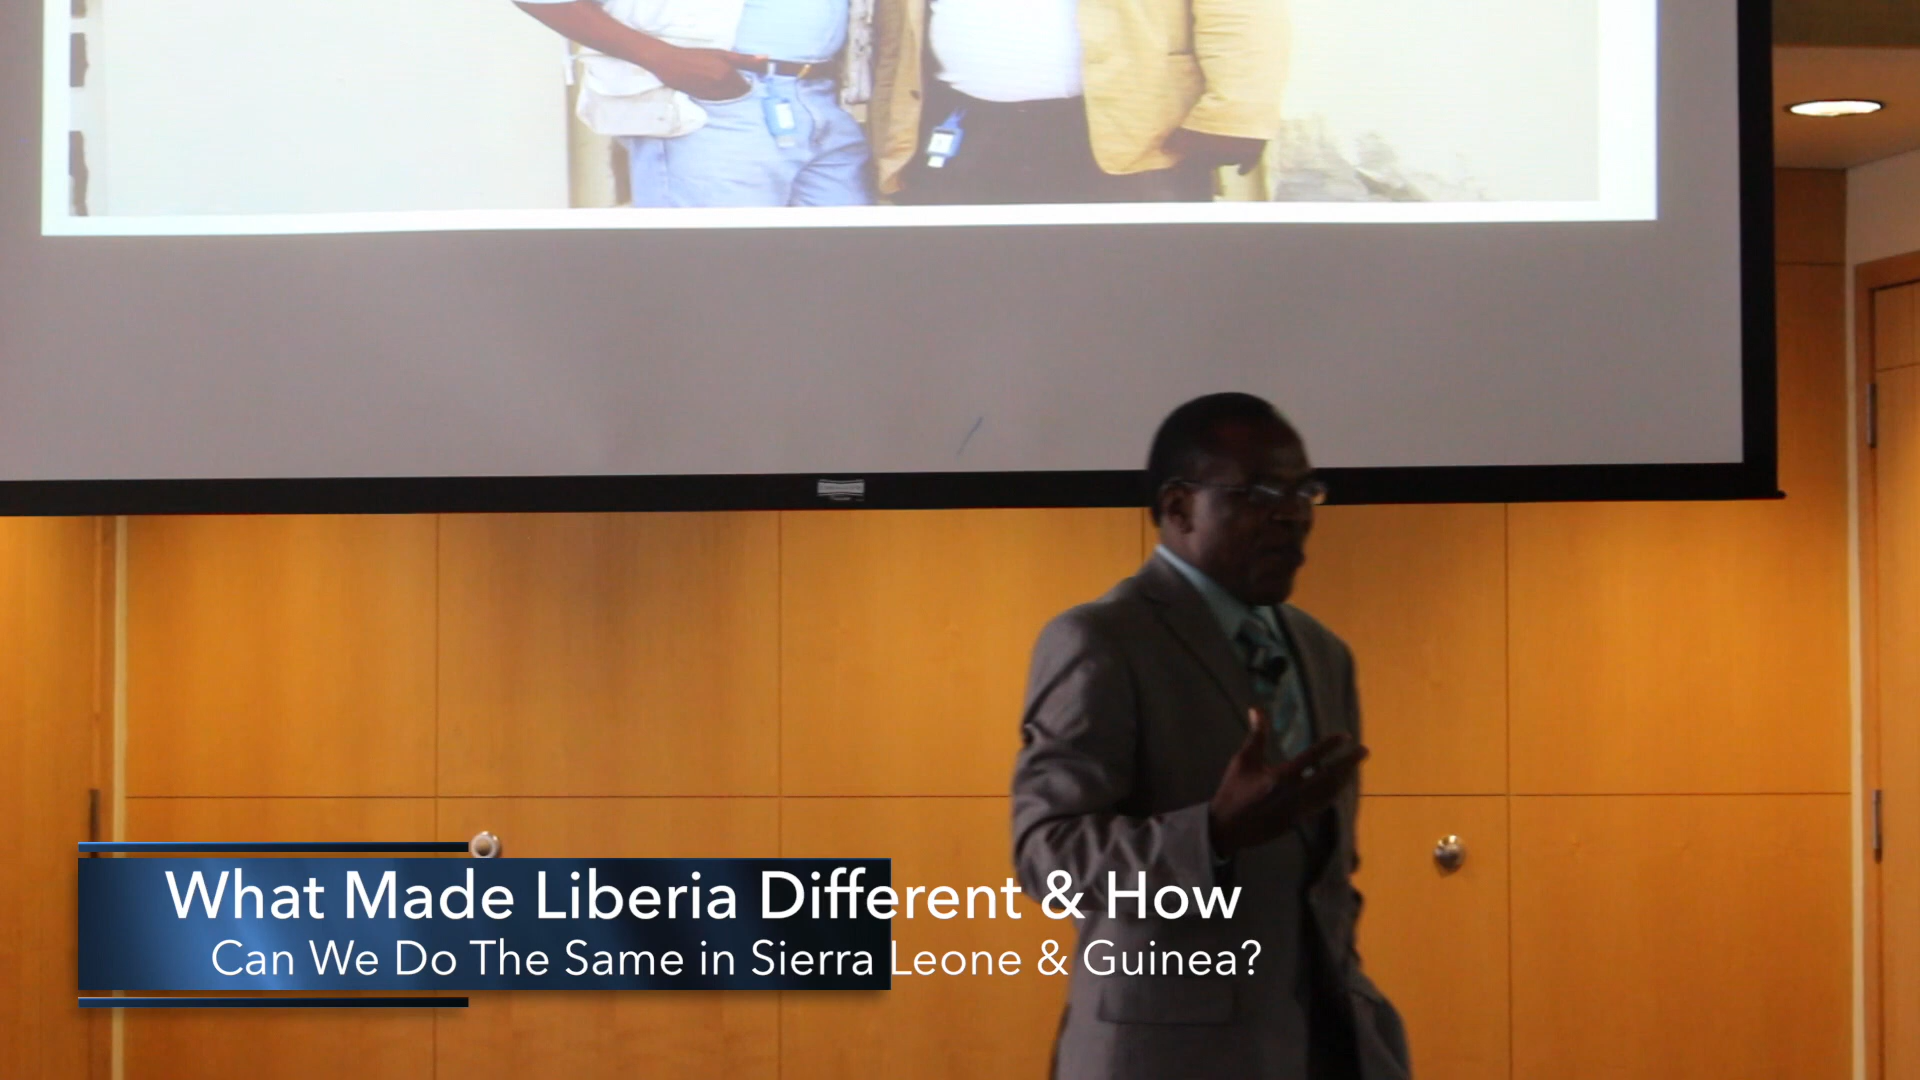 What Made Liberia Different & How
Can We Do The Same in Sierra Leone & Guinea?